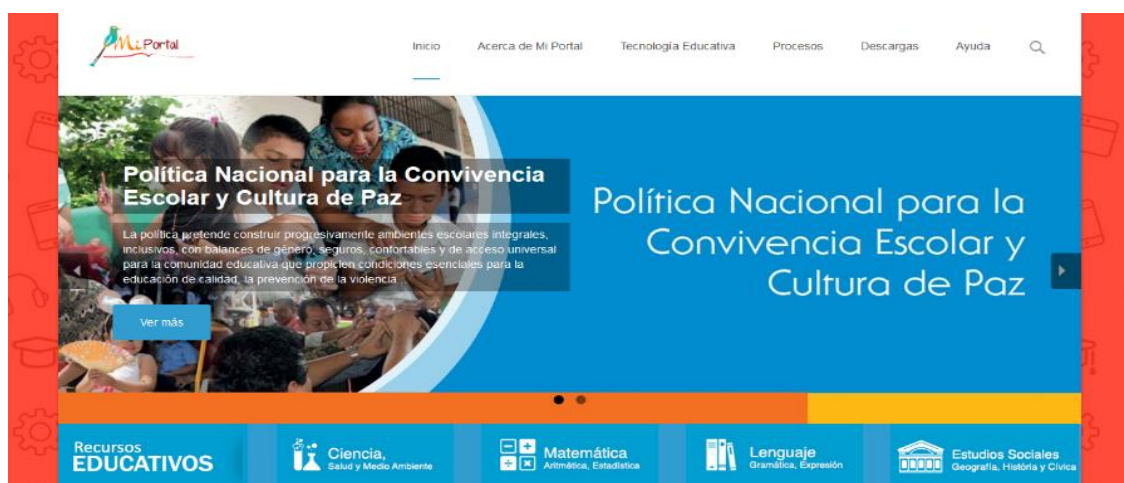 Mi Portal
Inicio
Acerca de Mi Portal
Tecnología Educativa
Procesos
Descargas
Ayuda
Política Nacional para la Convivencia
Escolar y Cultura de Paz
La política pretende construir progresivamente ambientes escolares integrales,
inclusivos, con balances de género, seguros, confortables y de acceso universal
para la comunidad educativa que propicien condiciones esenciales para la
educación de calidad, la prevención de la violencia...
Ver más
Política Nacional para la
Convivencia Escolar y
Cultura de Paz
Recursos
EDUCATIVOS
Ciencia,
Salud y Medio Ambiente
Matemática
Aritmética, Estadística
Lenguaje
Gramática, Expresión
Estudios Sociales
Geografía, História y Cívica